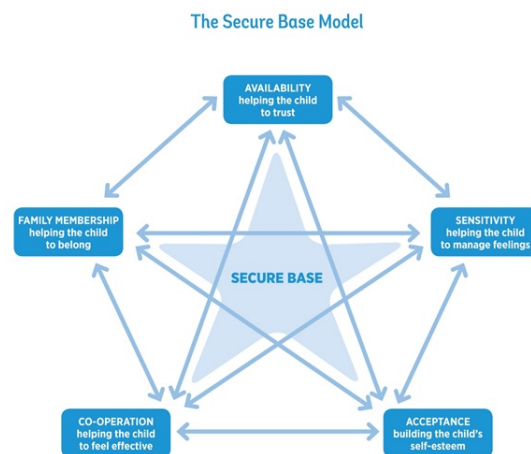 The Secure Base Model
AVAILABILITY
helping the child
to trust
FAMILY MEMBERSHIP
helping the child
to belong
SENSITIVITY
helping the child
to manage feelings
SECURE BASE
CO-OPERATION
helping the child
to feel effective
ACCEPTANCE
building the child's
self-esteem